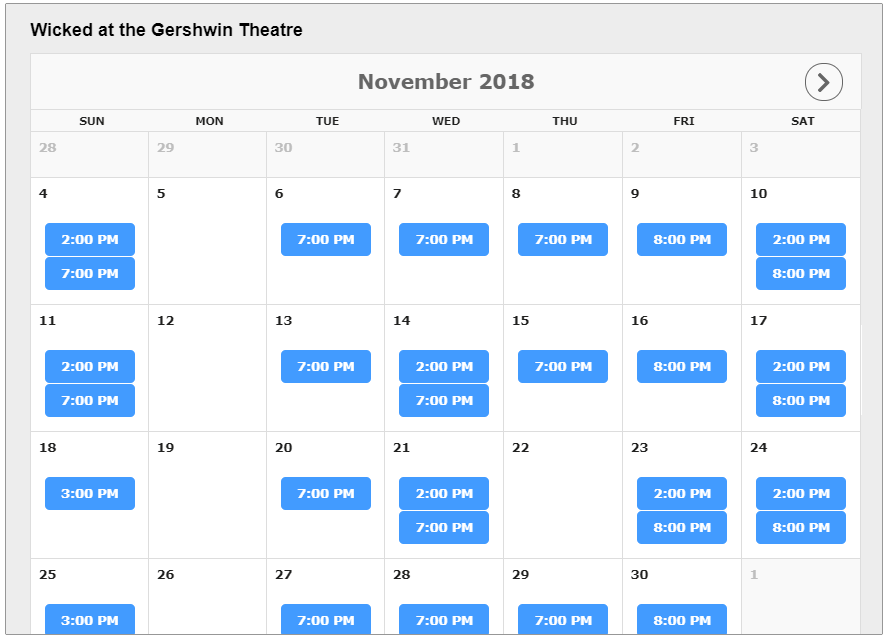 Wicked at the Gershwin Theatre
November 2018
SUN MON TUE WED THU FRI SAT
28 29 30 31 1 2 3
4 5 6 7 8 9 10
2:00 PM 7:00 PM 7:00 PM 7:00 PM 8:00 PM 2:00 PM
7:00 PM 8:00 PM
11 12 13 14 15 16 17
2:00 PM 7:00 PM 2:00 PM 7:00 PM 8:00 PM 2:00 PM
7:00 PM 7:00 PM 8:00 PM
18 19 20 21 22 23 24
3:00 PM 7:00 PM 2:00 PM 2:00 PM 2:00 PM
7:00 PM 8:00 PM 8:00 PM
25 26 27 28 29 30 1
3:00 PM 7:00 PM 7:00 PM 7:00 PM 8:00 PM